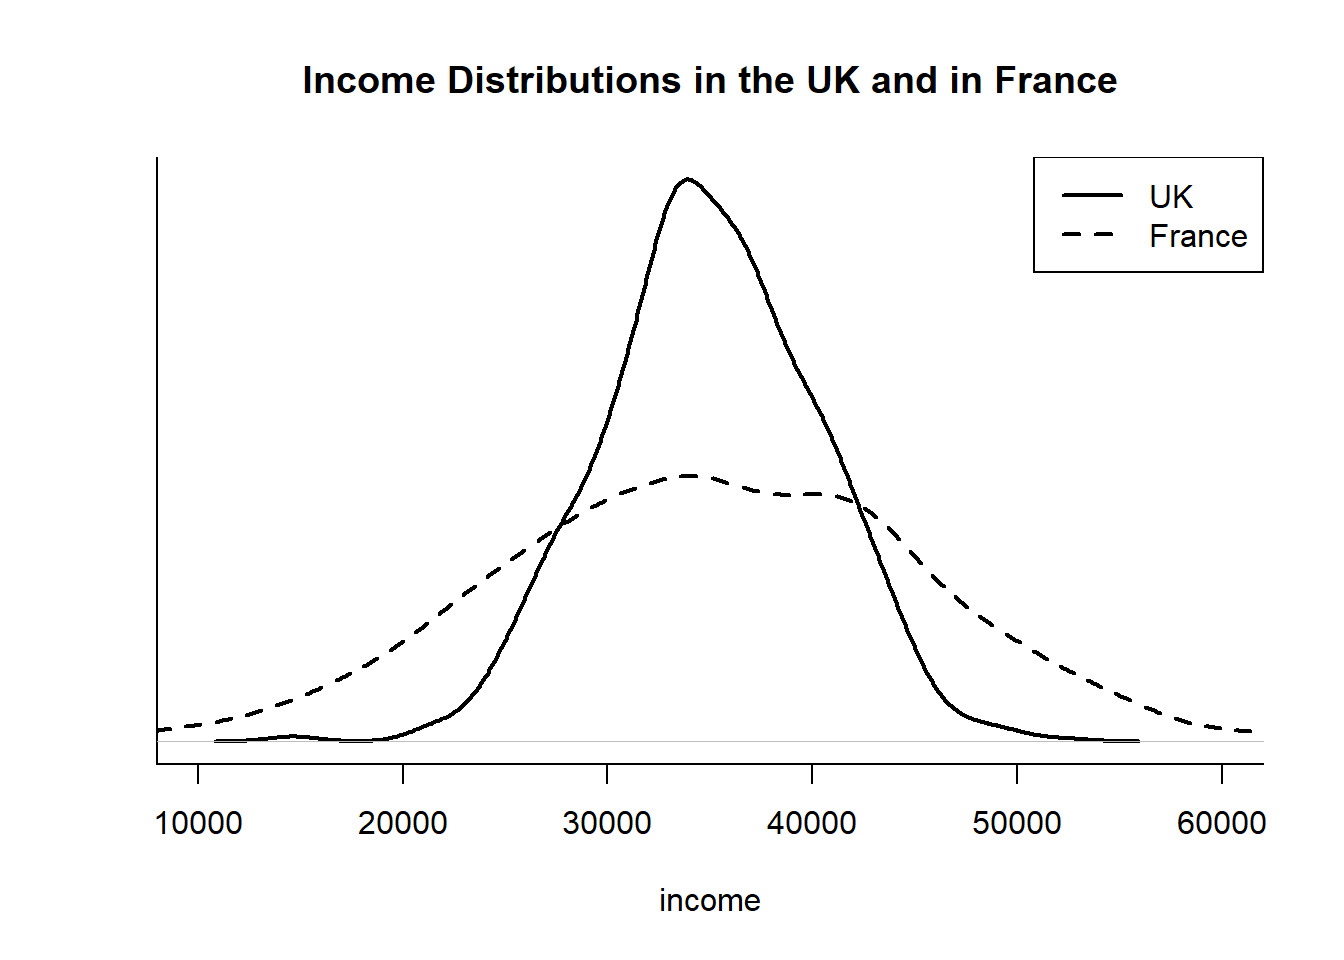 Income Distributions in the UK and in France
UK
France
10000 20000 30000 40000 50000 60000
income